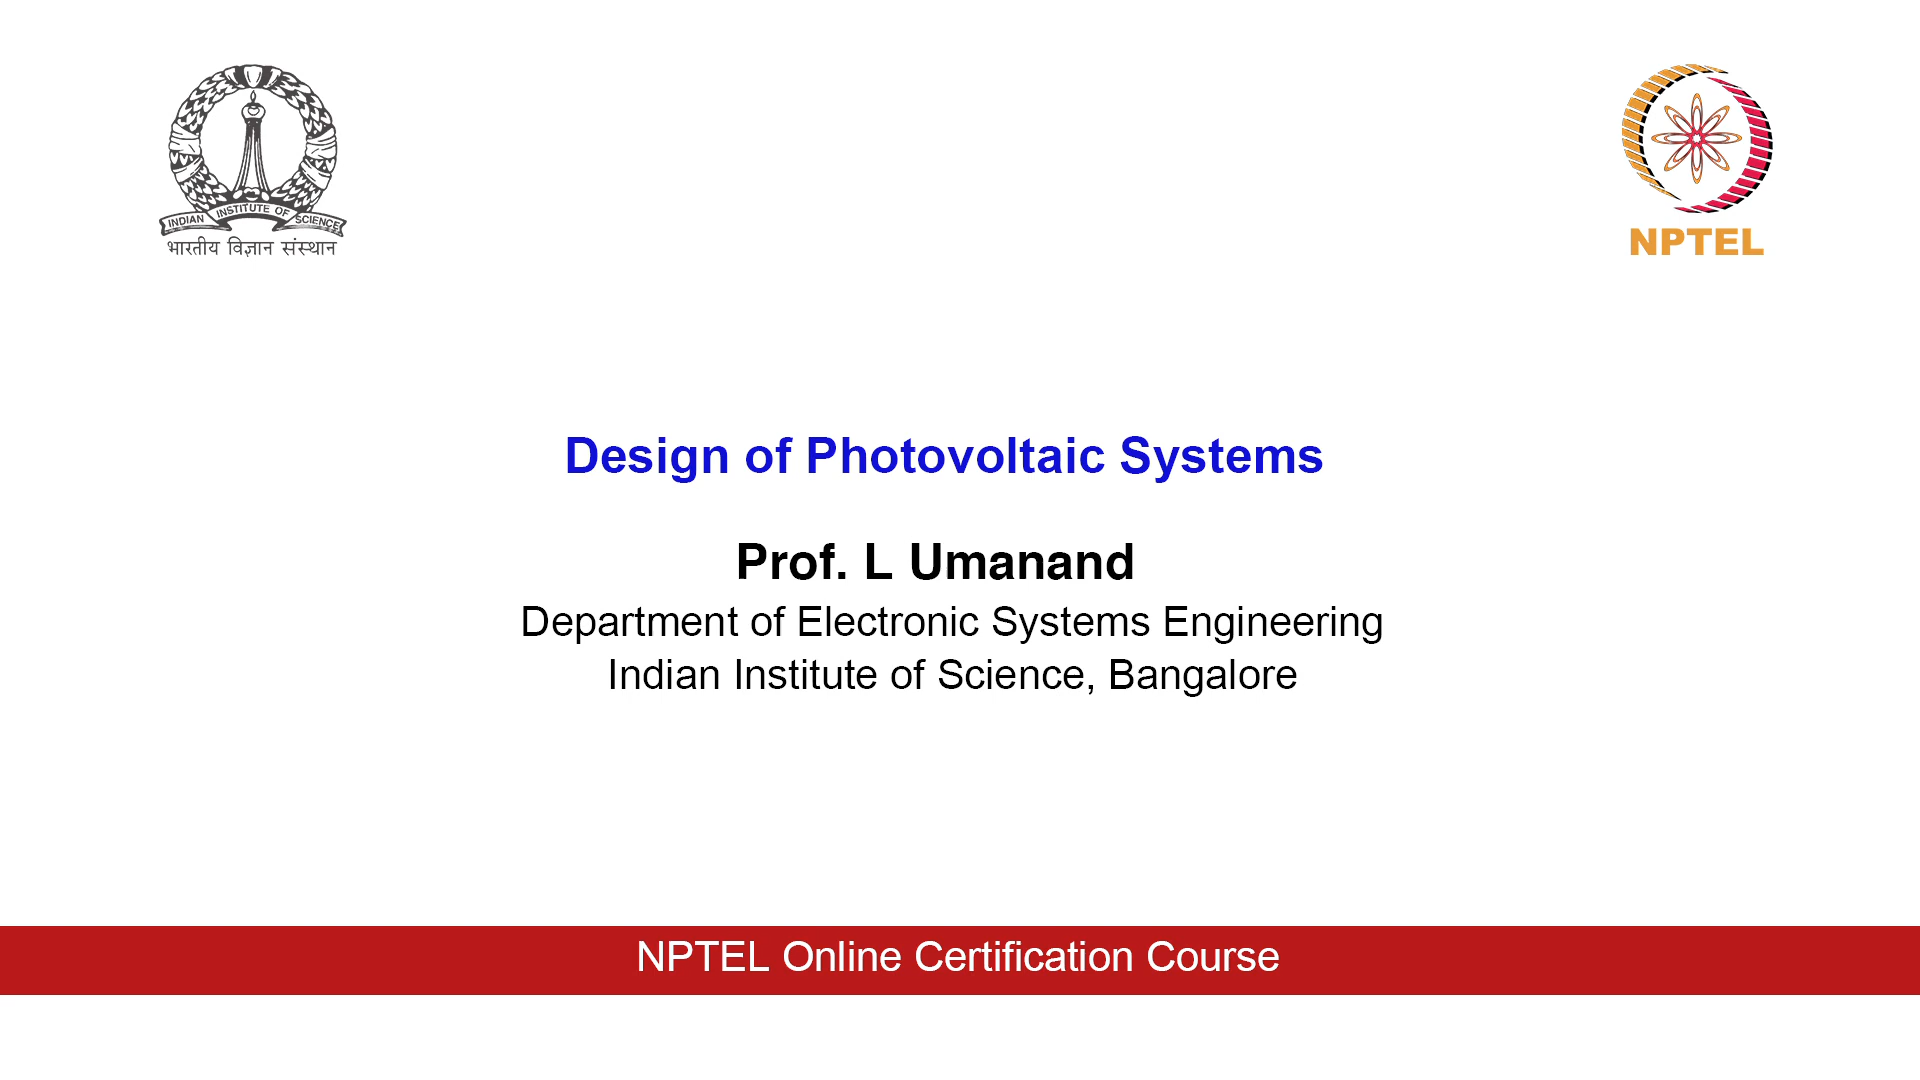 INDIAN INSTITUTE OF SCIENCE
भारतीय विज्ञान संस्थान
NPTEL
Design of Photovoltaic Systems
Prof. L Umanand
Department of Electronic Systems Engineering
Indian Institute of Science, Bangalore
NPTEL Online Certification Course